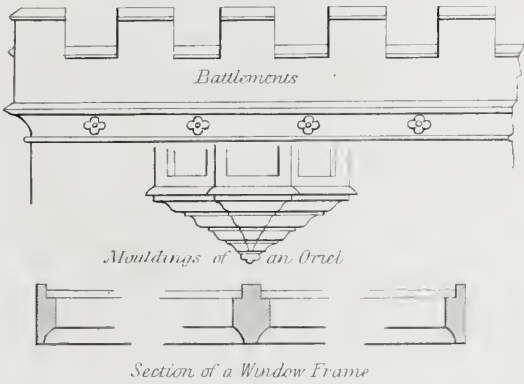 Battlements
Mouldings of an Oriel
Section of a Window Frame